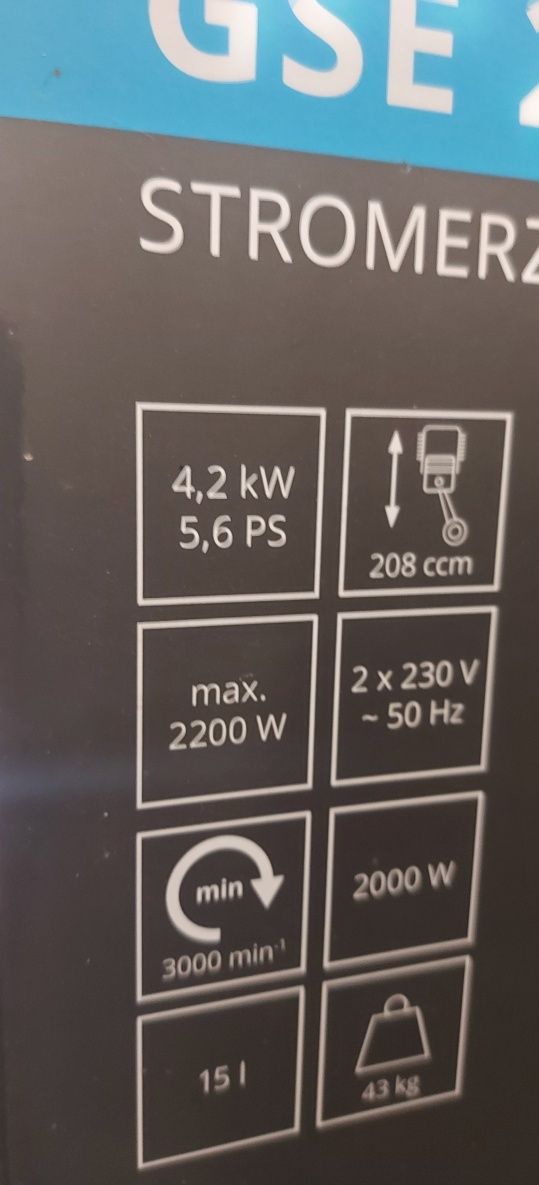 GSE
STROMERZ
4,2 kW
5,6 PS
208 ccm
max.
2200 W
2 x 230 V
~ 50 Hz
min
3000 min⁻¹
2000 W
15 l
43 kg